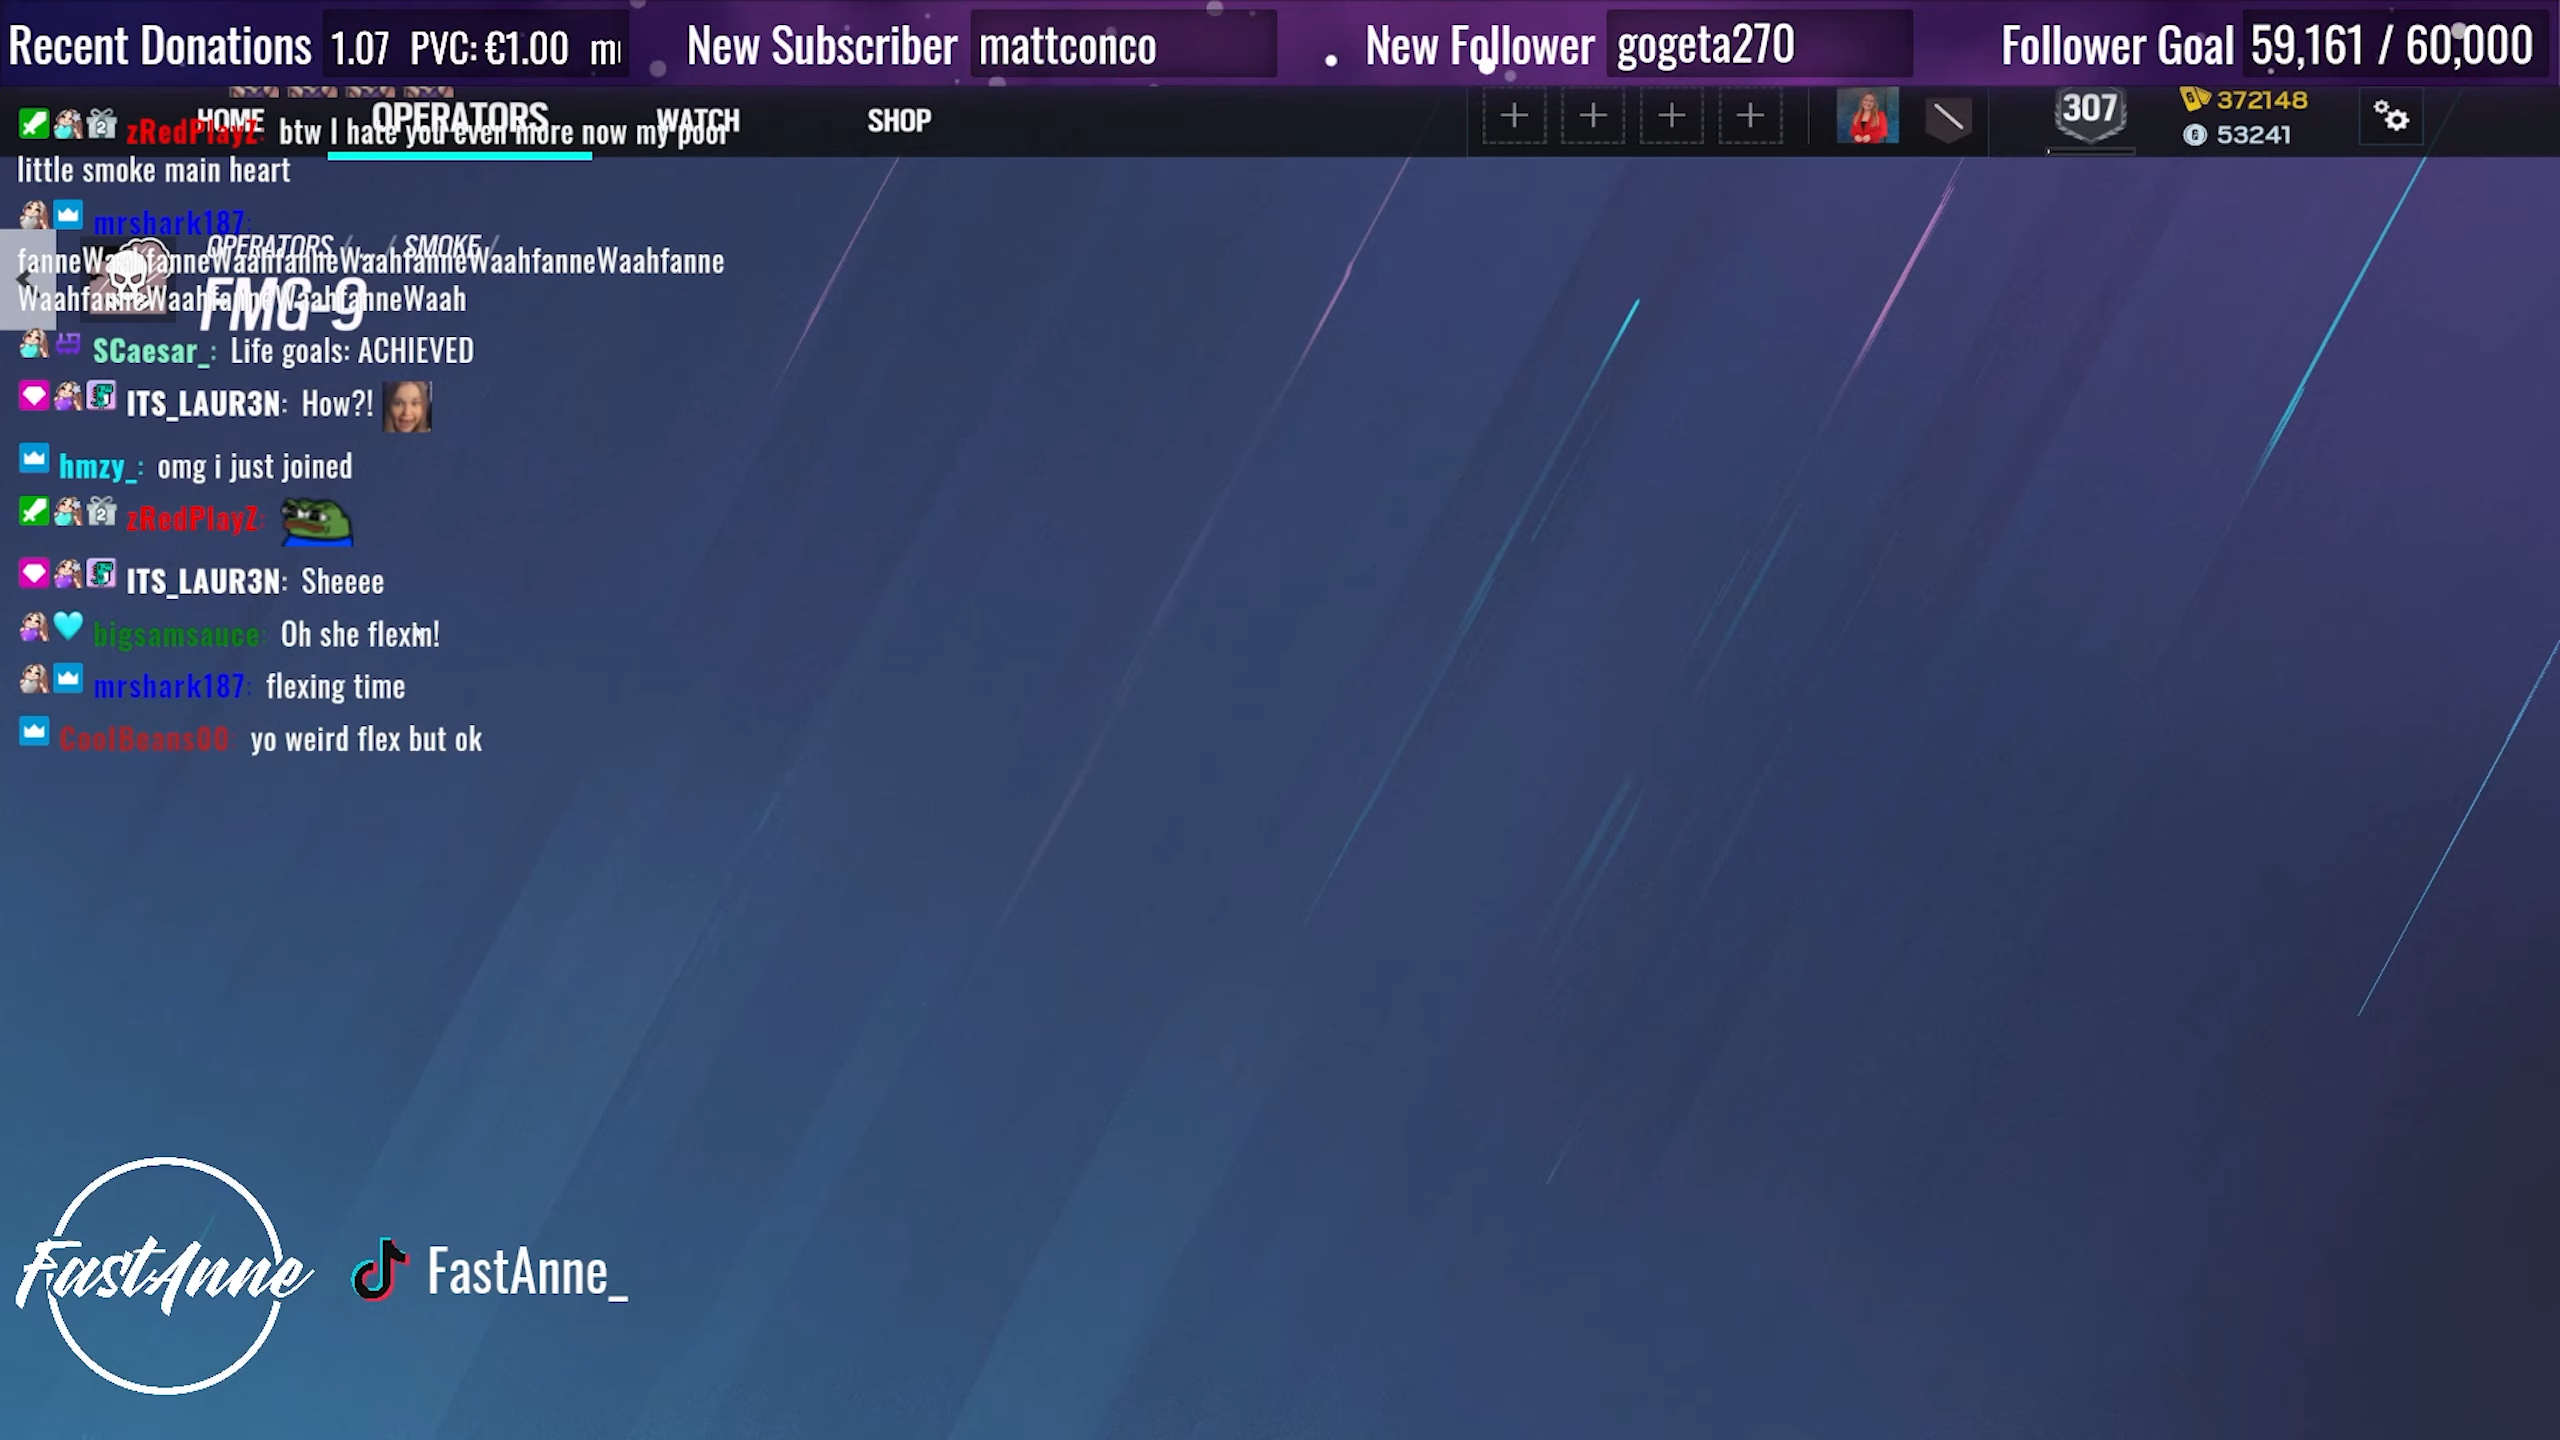 Recent Donations 1.07 PVC: €1.00 New Subscriber mattconco New Follower gogeta270 Follower Goal 59,161 / 60,000
HOME OPERATORS WATCH SHOP 307 372148
53241
2 zRedPlayZ: btw I hate you even more now my poor
little smoke main heart
mrshark187:
OPERATORS / ... / SMOKE /
fanneWaahfanneWaahfanneWaahfanneWaahfanneWaahfanne
WaahfanneWaahfanneWaahfanneWaah
FMG-9
SCaesar_: Life goals: ACHIEVED
ITS_LAUR3N: How?!
hmzy_: omg i just joined
2 zRedPlayZ:
ITS_LAUR3N: Sheeee
bigsamsauce: Oh she flexin!
mrshark187: flexing time
CoolBeans00: yo weird flex but ok
FastAnne FastAnne_